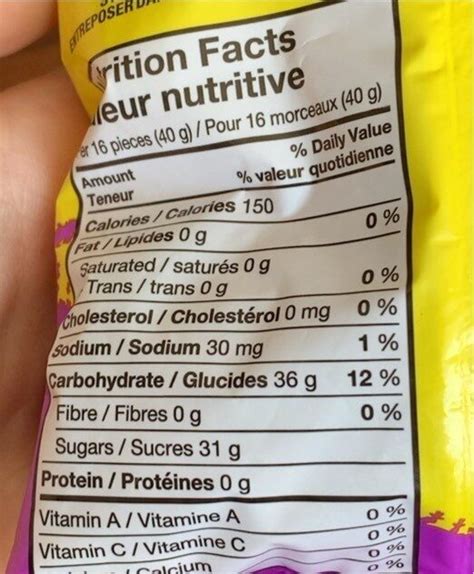 ENTREPOSER DA
rition Facts
leur nutritive
er 16 pieces (40 g) / Pour 16 morceaux (40 g)
Amount % Daily Value
Teneur % valeur quotidienne
Calories / Calories 150
Fat / Lipides 0 g 0 %
Saturated / saturés 0 g
Trans / trans 0 g 0 %
Cholesterol / Cholestérol 0 mg 0 %
Sodium / Sodium 30 mg 1 %
Carbohydrate / Glucides 36 g 12 %
Fibre / Fibres 0 g 0 %
Sugars / Sucres 31 g
Protein / Protéines 0 g
Vitamin A / Vitamine A 0 %
Vitamin C / Vitamine C 0 %
Calcium 0 %
0 %